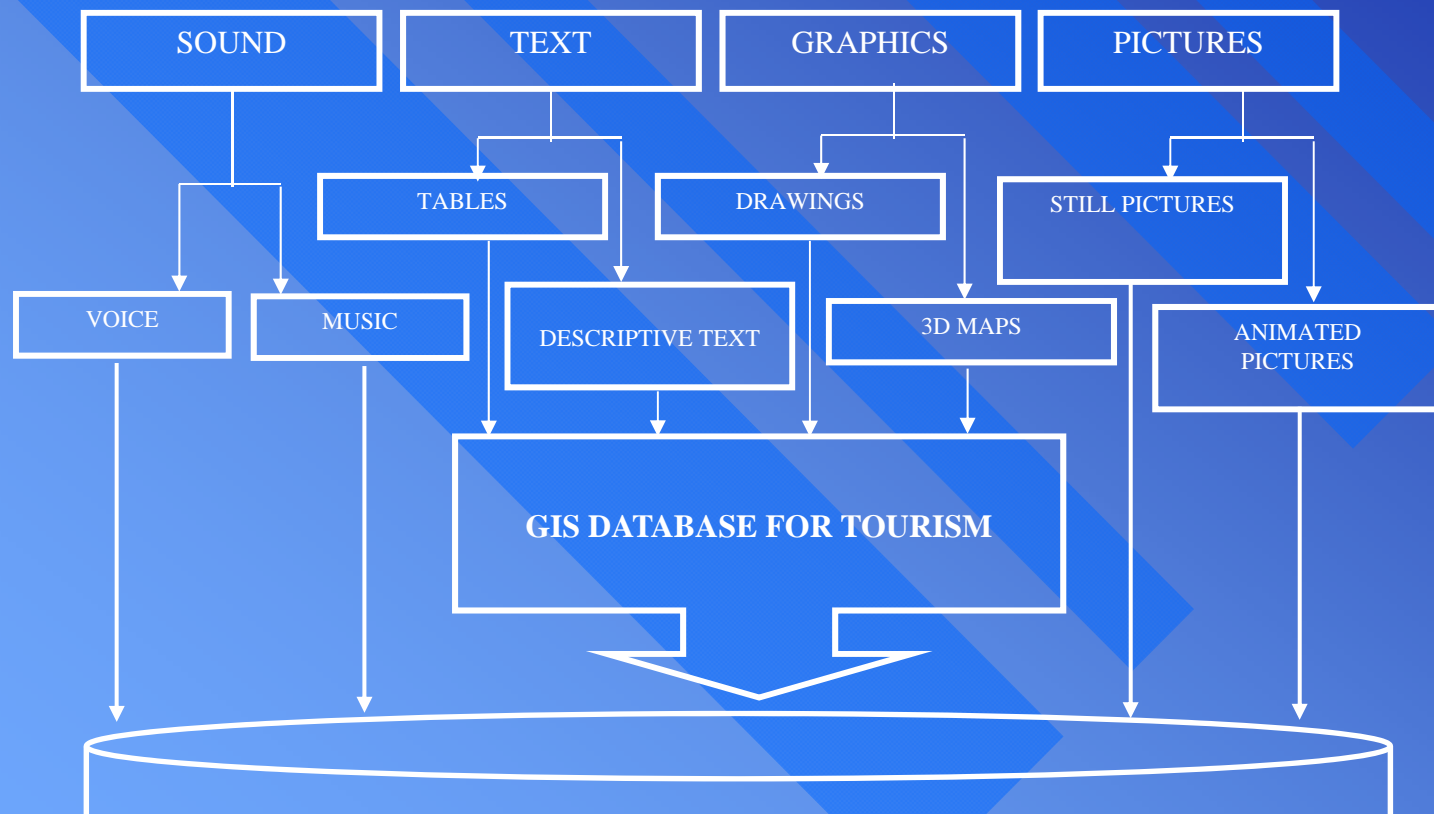 SOUND
TEXT
GRAPHICS
PICTURES
TABLES
DRAWINGS
STILL PICTURES
VOICE
MUSIC
DESCRIPTIVE TEXT
3D MAPS
ANIMATED
PICTURES
GIS DATABASE FOR TOURISM